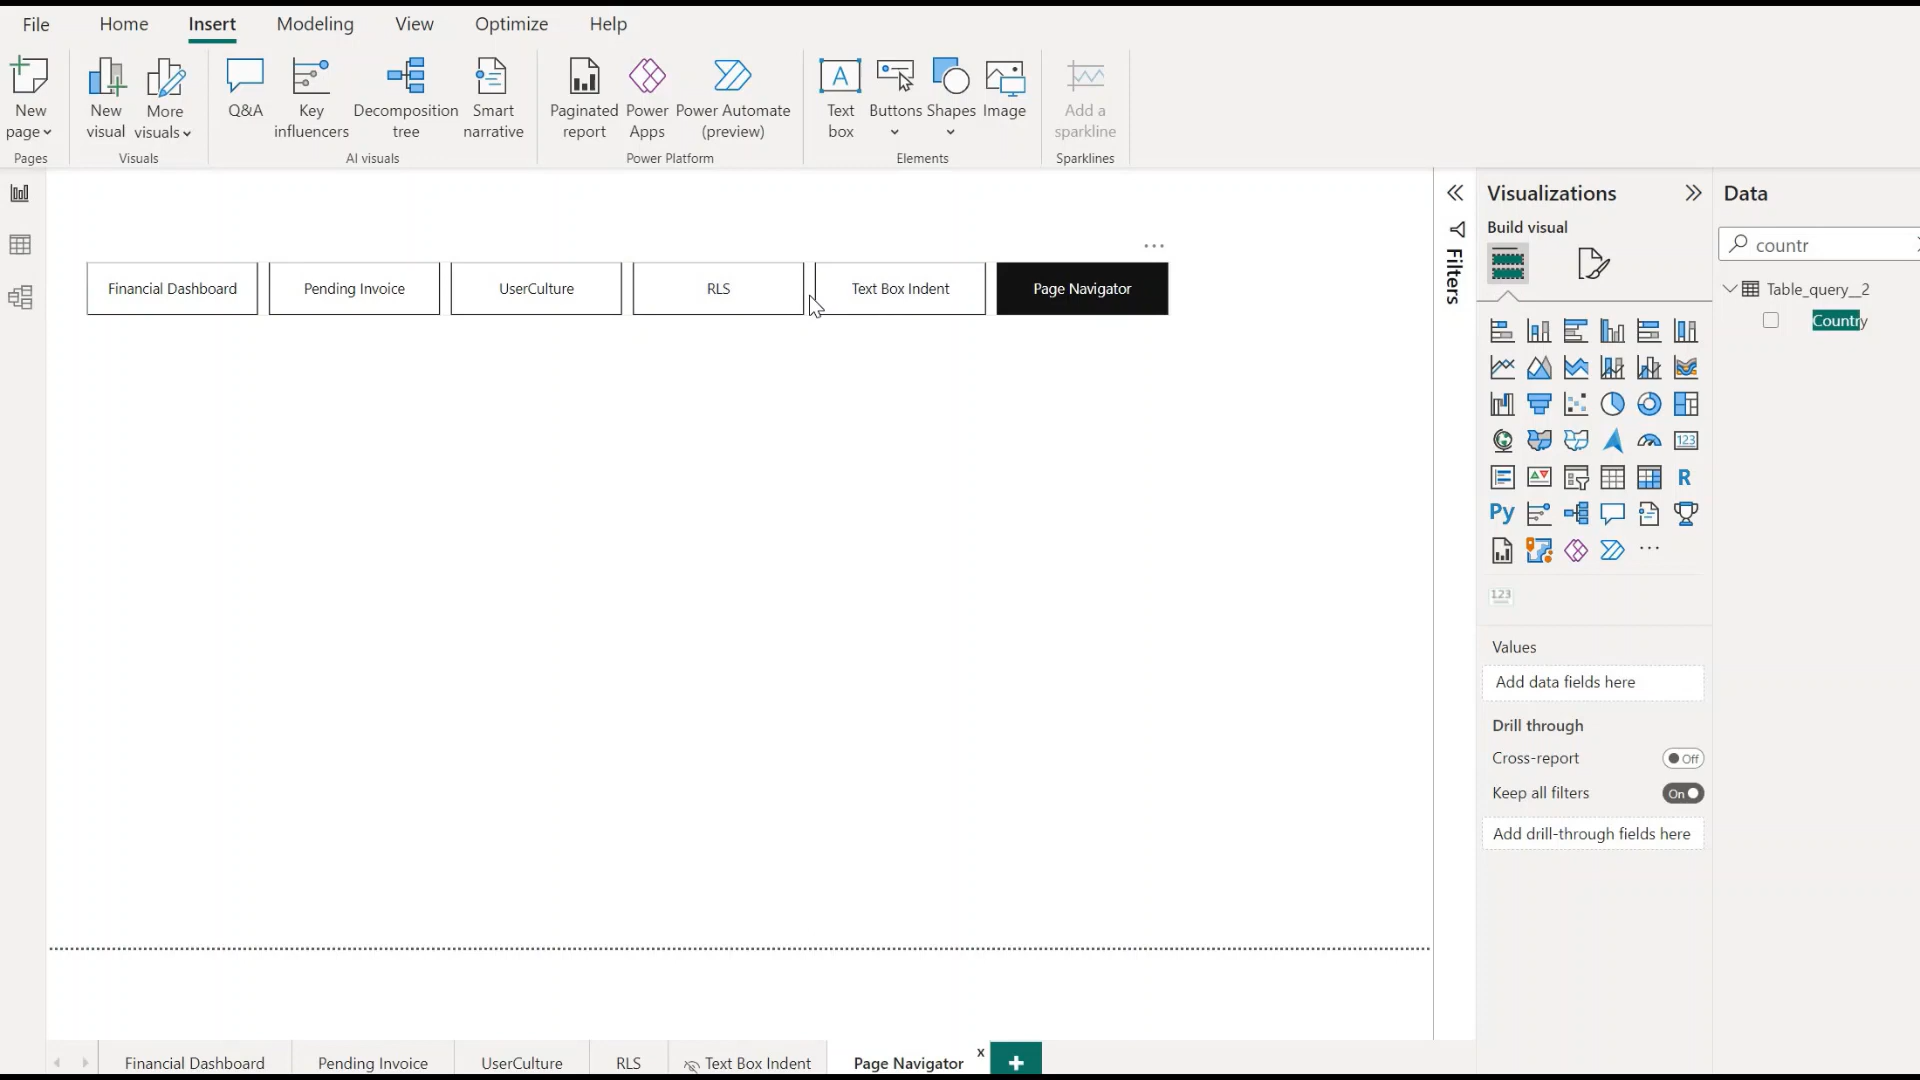 File Home Insert Modeling View Optimize Help
New page
New visual
More visuals
Q&A
Key influencers
Decomposition tree
Smart narrative
Paginated report
Power Apps
Power Automate (preview)
Text box
Buttons
Shapes
Image
Add a sparkline
Pages Visuals AI visuals Power Platform Elements Sparklines
Financial Dashboard Pending Invoice UserCulture RLS Text Box Indent Page Navigator
Filters
Visualizations
Build visual
123
R
Py
123
Values
Add data fields here
Drill through
Cross-report Off
Keep all filters On
Add drill-through fields here
Data
countr
Table_query__2
Country
Financial Dashboard Pending Invoice UserCulture RLS Text Box Indent Page Navigator x +